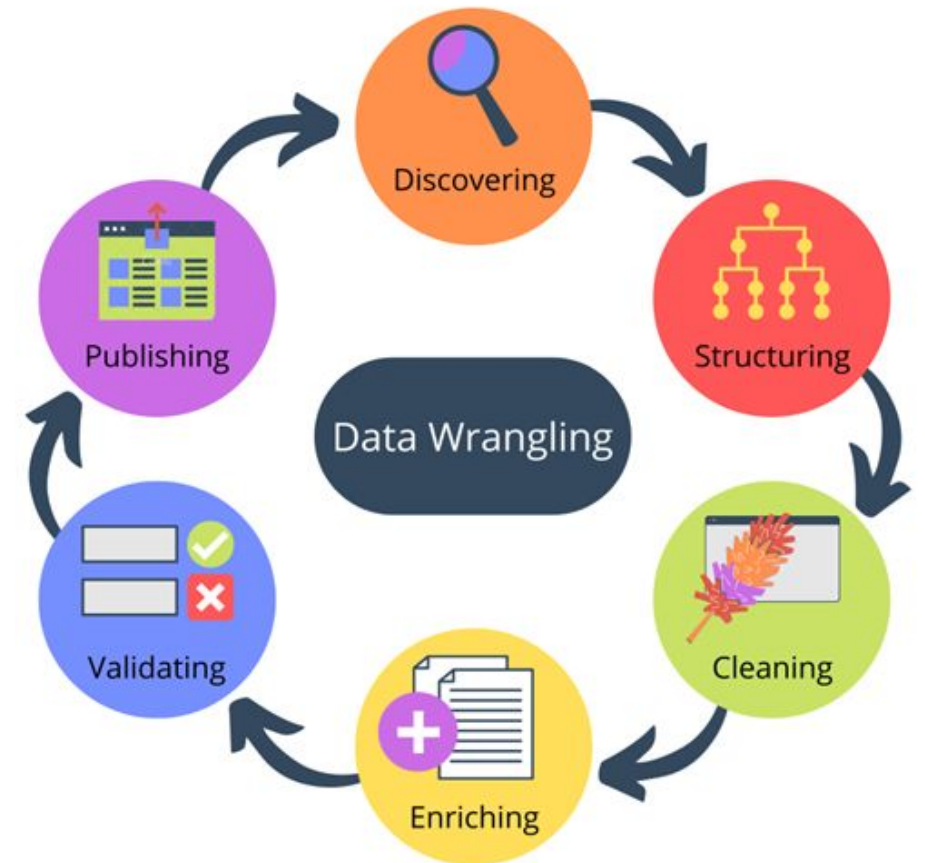 Discovering
Structuring
Cleaning
Enriching
Validating
Publishing
Data Wrangling